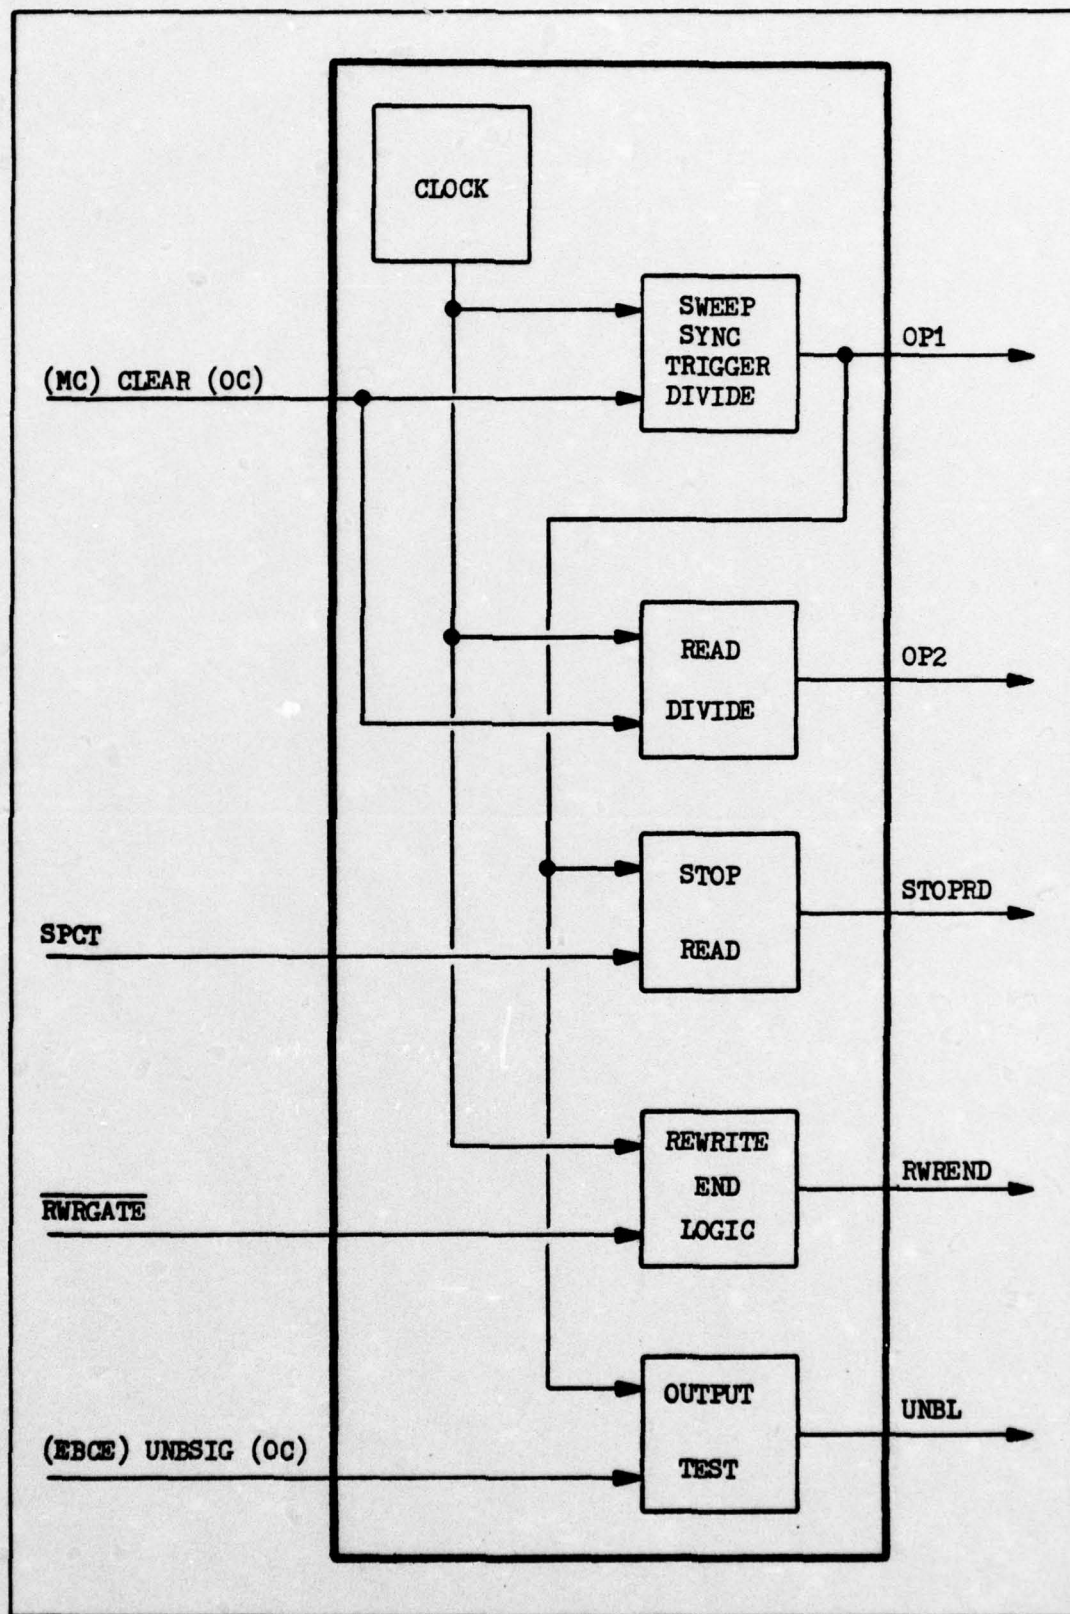 CLOCK
SWEEP
SYNC
TRIGGER
DIVIDE
OP1
(MC) CLEAR (OC)
READ
DIVIDE
OP2
STOP
READ
STOPRD
SPCT
REWRITE
END
LOGIC
RWREND
R̅W̅R̅G̅A̅T̅E̅
OUTPUT
TEST
UNBL
(EBCE) UNBSIG (OC)